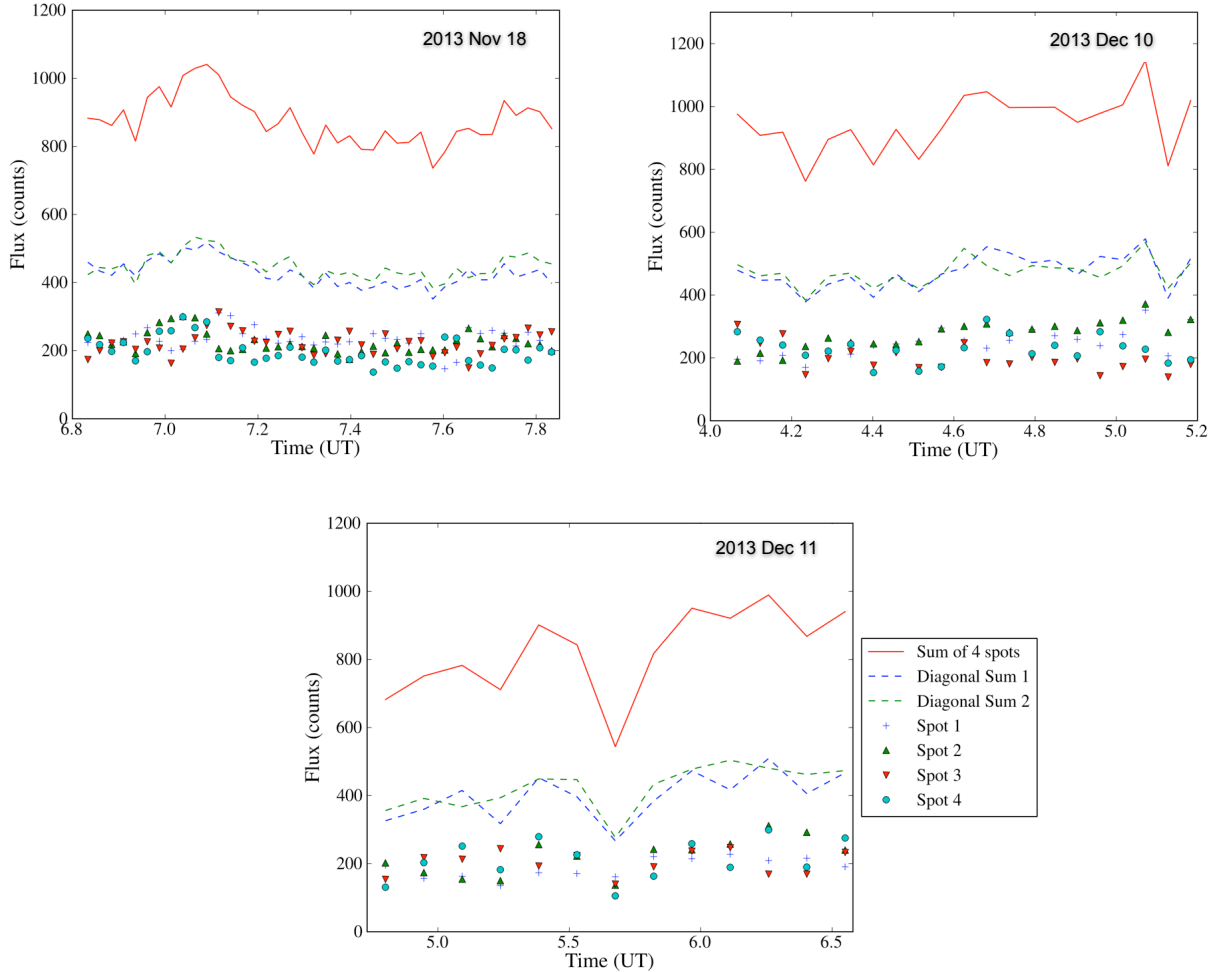 2013 Nov 18
Flux (counts)
1200
1000
800
600
400
200
0
6.8
7.0
7.2
7.4
7.6
7.8
Time (UT)
2013 Dec 10
Flux (counts)
1200
1000
800
600
400
200
0
4.0
4.2
4.4
4.6
4.8
5.0
5.2
Time (UT)
2013 Dec 11
Flux (counts)
1200
1000
800
600
400
200
0
5.0
5.5
6.0
6.5
Time (UT)
Sum of 4 spots
Diagonal Sum 1
Diagonal Sum 2
Spot 1
Spot 2
Spot 3
Spot 4